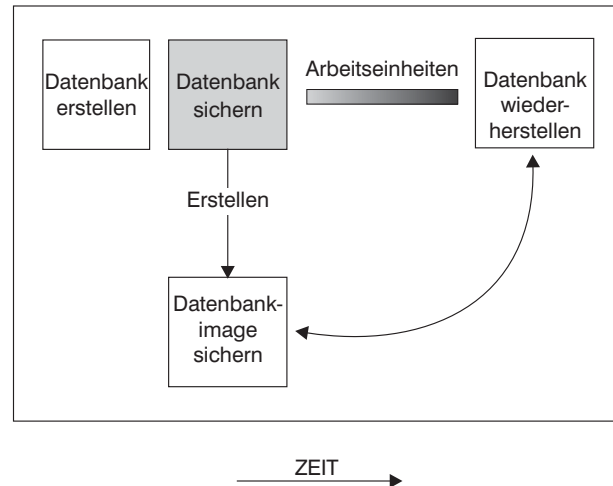 Datenbank
erstellen
Datenbank
sichern
Arbeitseinheiten
Datenbank
wieder-
herstellen
Erstellen
Datenbank-
image
sichern
ZEIT